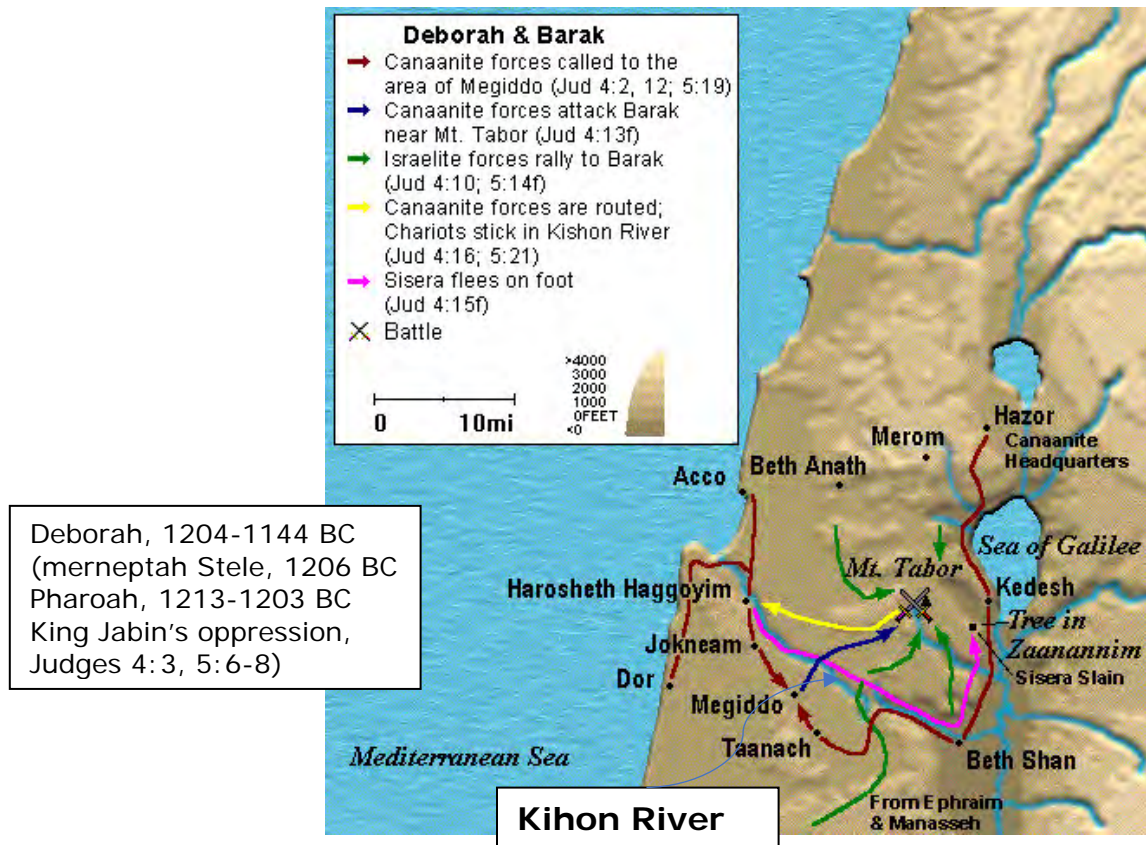 Deborah & Barak
Canaanite forces called to the
area of Megiddo (Jud 4:2, 12; 5:19)
Canaanite forces attack Barak
near Mt. Tabor (Jud 4:13f)
Israelite forces rally to Barak
(Jud 4:10; 5:14f)
Canaanite forces are routed;
Chariots stick in Kishon River
(Jud 4:16; 5:21)
Sisera flees on foot
(Jud 4:15f)
Battle
>4000
3000
2000
1000
0FEET
<0
0 10mi
Hazor
Canaanite
Headquarters
Merom
Beth Anath
Acco
Sea of Galilee
Mt. Tabor
Harosheth Haggoyim
Kedesh
Tree in
Zaanannim
Sisera Slain
Jokneam
Dor
Megiddo
Taanach
Beth Shan
Mediterranean Sea
From Ephraim
& Manasseh
Kihon River
Deborah, 1204-1144 BC
(merneptah Stele, 1206 BC
Pharoah, 1213-1203 BC
King Jabin's oppression,
Judges 4:3, 5:6-8)